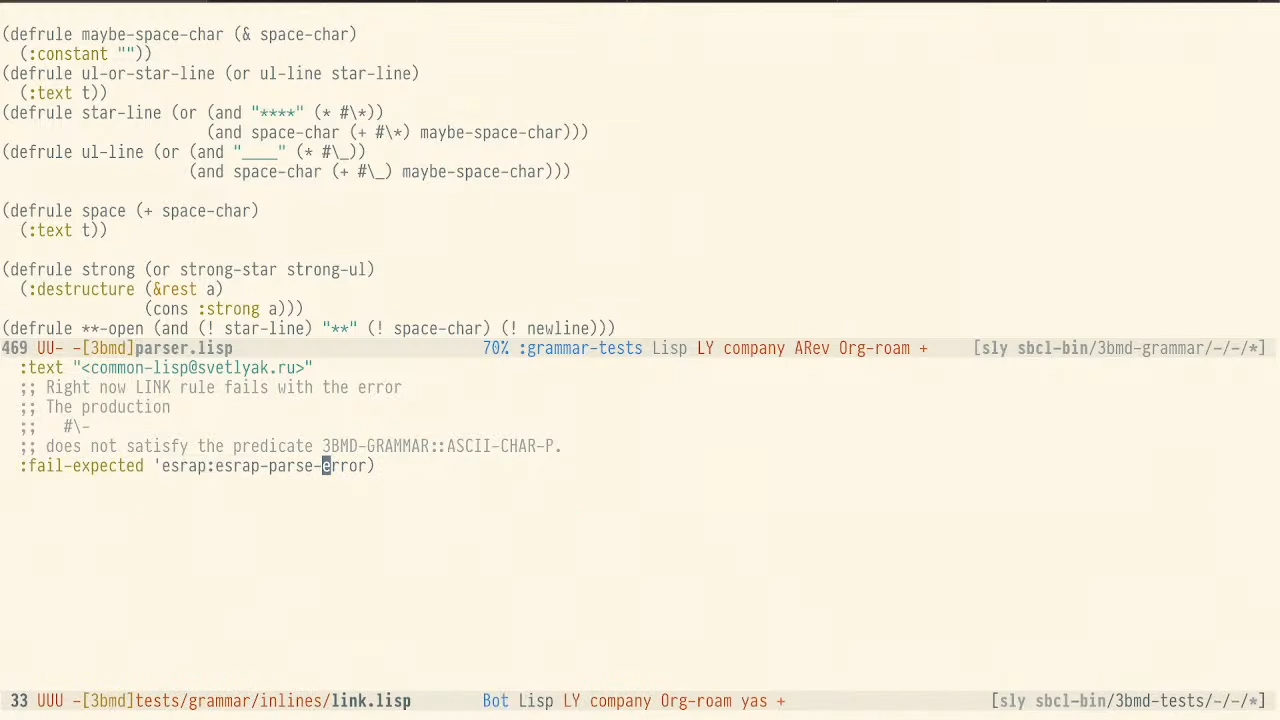 (defrule maybe-space-char (& space-char)
  (:constant ""))
(defrule ul-or-star-line (or ul-line star-line)
  (:text t))
(defrule star-line (or (and "****" (* #\*))
                       (and space-char (+ #\*) maybe-space-char)))
(defrule ul-line (or (and "____" (* #\_))
                     (and space-char (+ #\_) maybe-space-char)))
(defrule space (+ space-char)
  (:text t))
(defrule strong (or strong-star strong-ul)
  (:destructure (&rest a)
                (cons :strong a)))
(defrule **-open (and (! star-line) "**" (! space-char) (! newline)))
469 UU- -[3bmd]parser.lisp 70% :grammar-tests Lisp LY company ARev Org-roam + [sly sbcl-bin/3bmd-grammar/-/-/*]
  :text "<common-lisp@svetlyak.ru>"
  ;; Right now LINK rule fails with the error
  ;; The production
  ;;   #\-
  ;; does not satisfy the predicate 3BMD-GRAMMAR::ASCII-CHAR-P.
  :fail-expected 'esrap:esrap-parse-error)
33 UUU -[3bmd]tests/grammar/inlines/link.lisp Bot Lisp LY company Org-roam yas + [sly sbcl-bin/3bmd-tests/-/-/*]